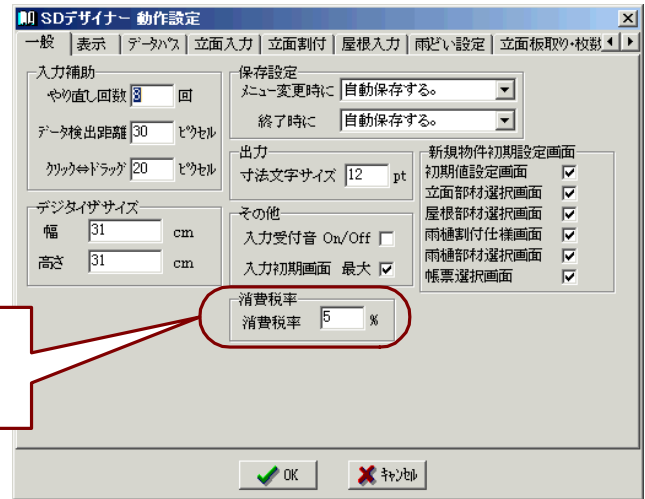 SDデザイナー 動作設定
一般 表示 データパス 立面入力 立面割付 屋根入力 雨どい設定 立面板取り・枚数
入力補助
やり直し回数 8 回
データ検出距離 30 ピクセル
クリック⇔ドラッグ 20 ピクセル
デジタイザサイズ
幅 31 cm
高さ 31 cm
保存設定
メニュー変更時に 自動保存する。
終了時に 自動保存する。
出力
寸法文字サイズ 12 pt
その他
入力受付音 On/Off
入力初期画面 最大
消費税率
消費税率 5 %
新規物件初期設定画面
初期値設定画面
立面部材選択画面
屋根部材選択画面
雨樋割付仕様画面
雨樋部材選択画面
帳票選択画面
OK キャンセル